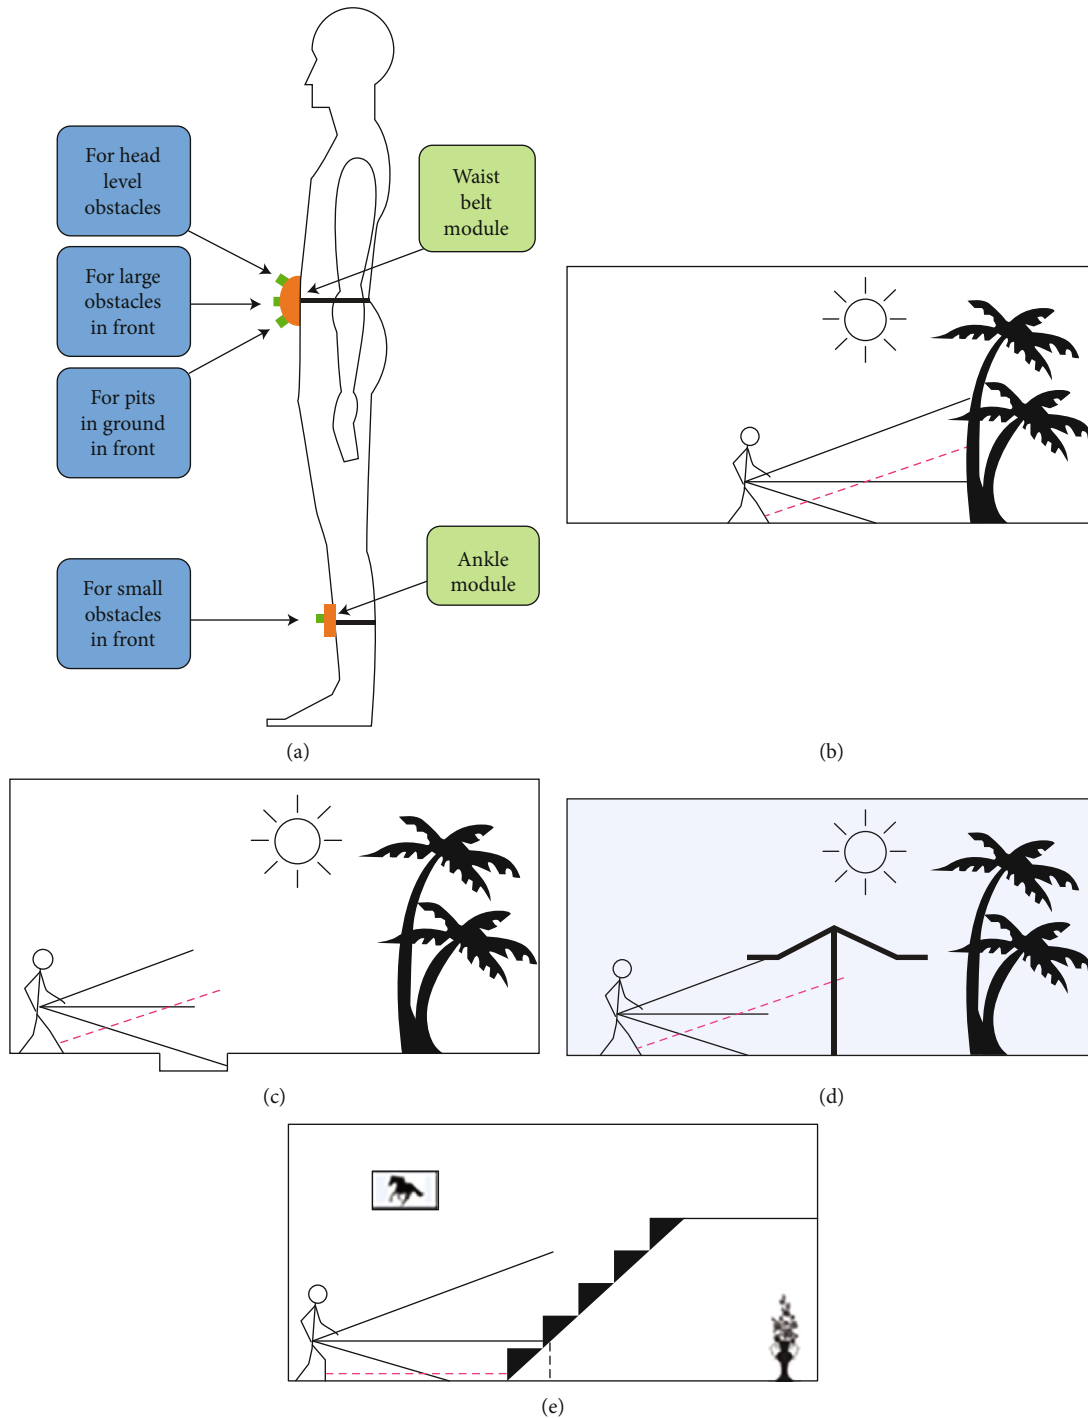 For head
level
obstacles
For large
obstacles
in front
For pits
in ground
in front
Waist
belt
module
For small
obstacles
in front
Ankle
module
(a)
(b)
(c)
(d)
(e)